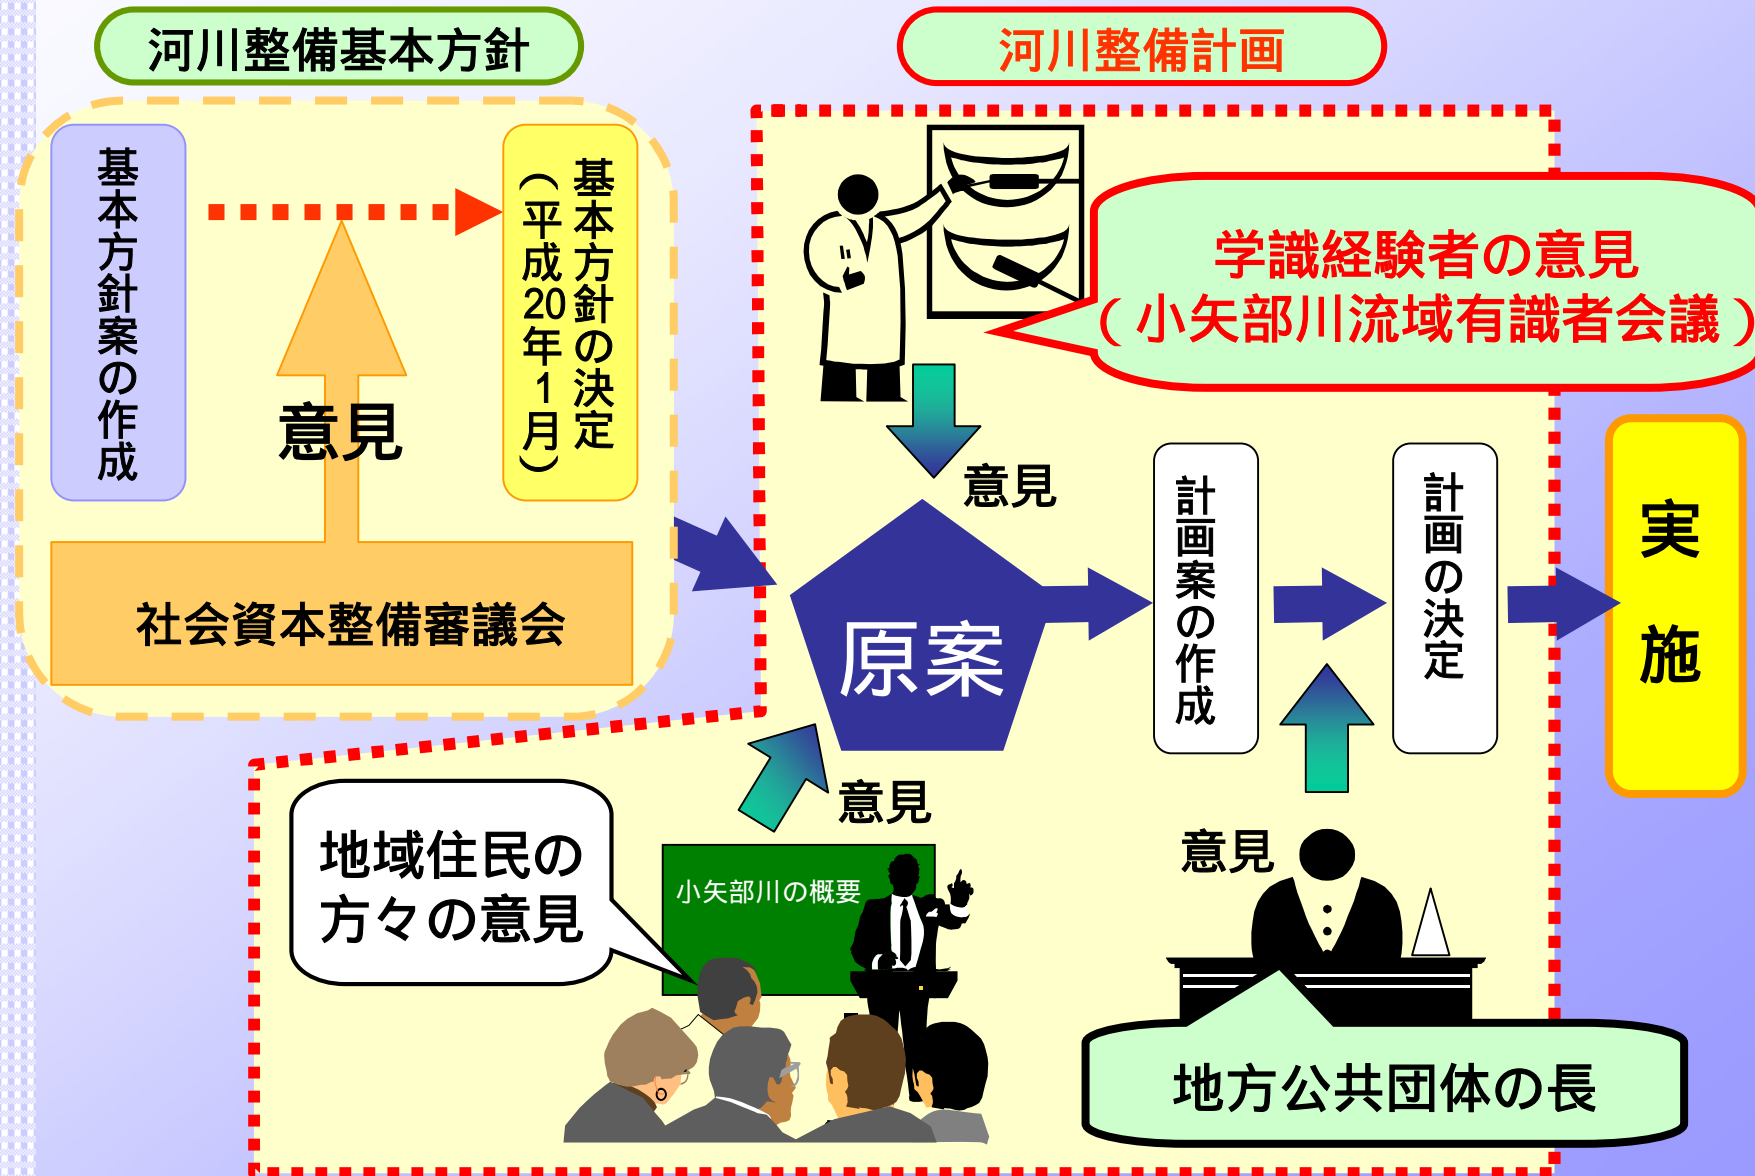 河川整備基本方針
河川整備計画
基本方針案の作成
基本方針の決定
（平成20年1月）
意見
社会資本整備審議会
学識経験者の意見
（小矢部川流域有識者会議）
意見
原案
計画案の作成
計画の決定
実施
意見
地域住民の
方々の意見
小矢部川の概要
意見
地方公共団体の長